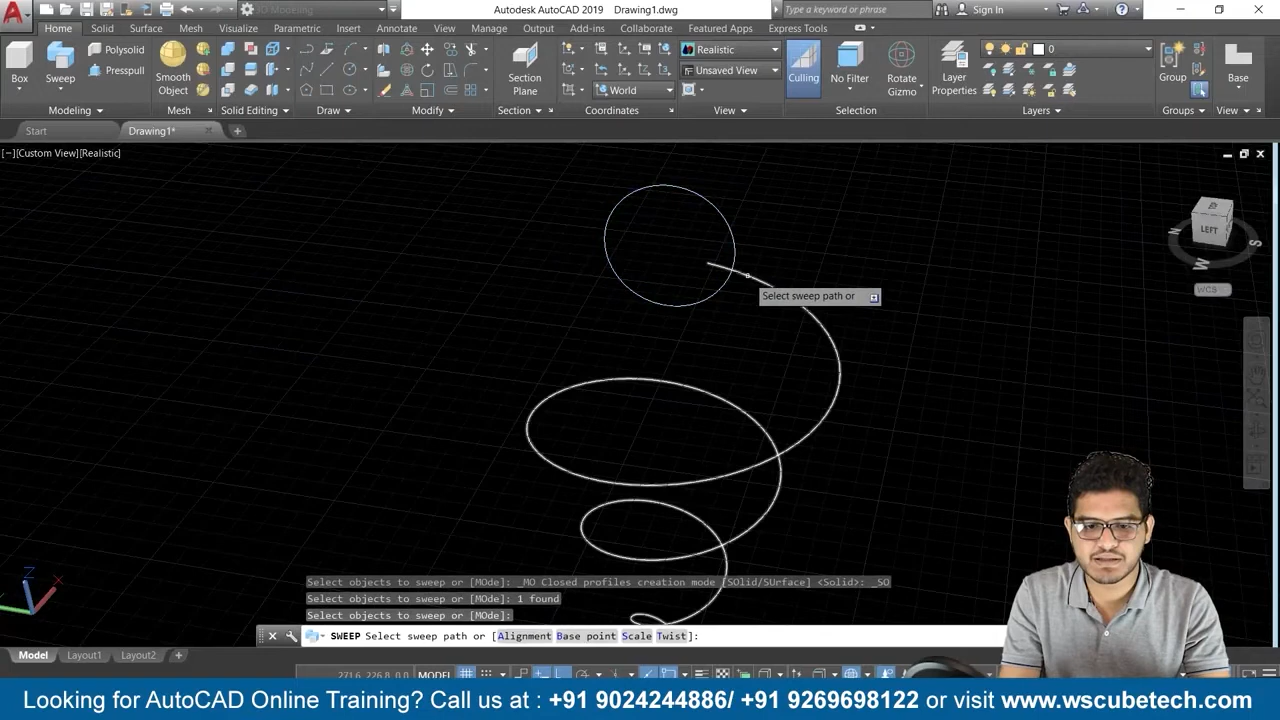 3D Modeling
Autodesk AutoCAD 2019 Drawing1.dwg
Type a keyword or phrase
Sign In
Home Solid Surface Mesh Visualize Parametric Insert Annotate View Manage Output Add-ins Collaborate Express Tools
Box
Sweep
Polysolid
Presspull
Smooth
Object
Section
Plane
World
Realistic
Unsaved View
Culling
No Filter
Rotate
Gizmo
Layer
Properties
0
Group
Base
Modeling Mesh Solid Editing Draw Modify Section Coordinates View Selection Layers Groups View
Start Drawing1*
[−][Custom View][Realistic]
D
LEFT
N
S
W
WCS
Select sweep path or
Z
X
Select objects to sweep or [MOde]: _MO Closed profiles creation mode [SOlid/SUrface] <Solid>: _SO
Select objects to sweep or [MOde]: 1 found
Select objects to sweep or [MOde]:
SWEEP Select sweep path or [Alignment Base point Scale Twist]:
Model Layout1 Layout2
MODEL
Looking for AutoCAD Online Training? Call us at : +91 9024244886/ +91 9269698122 or visit www.wscubetech.com